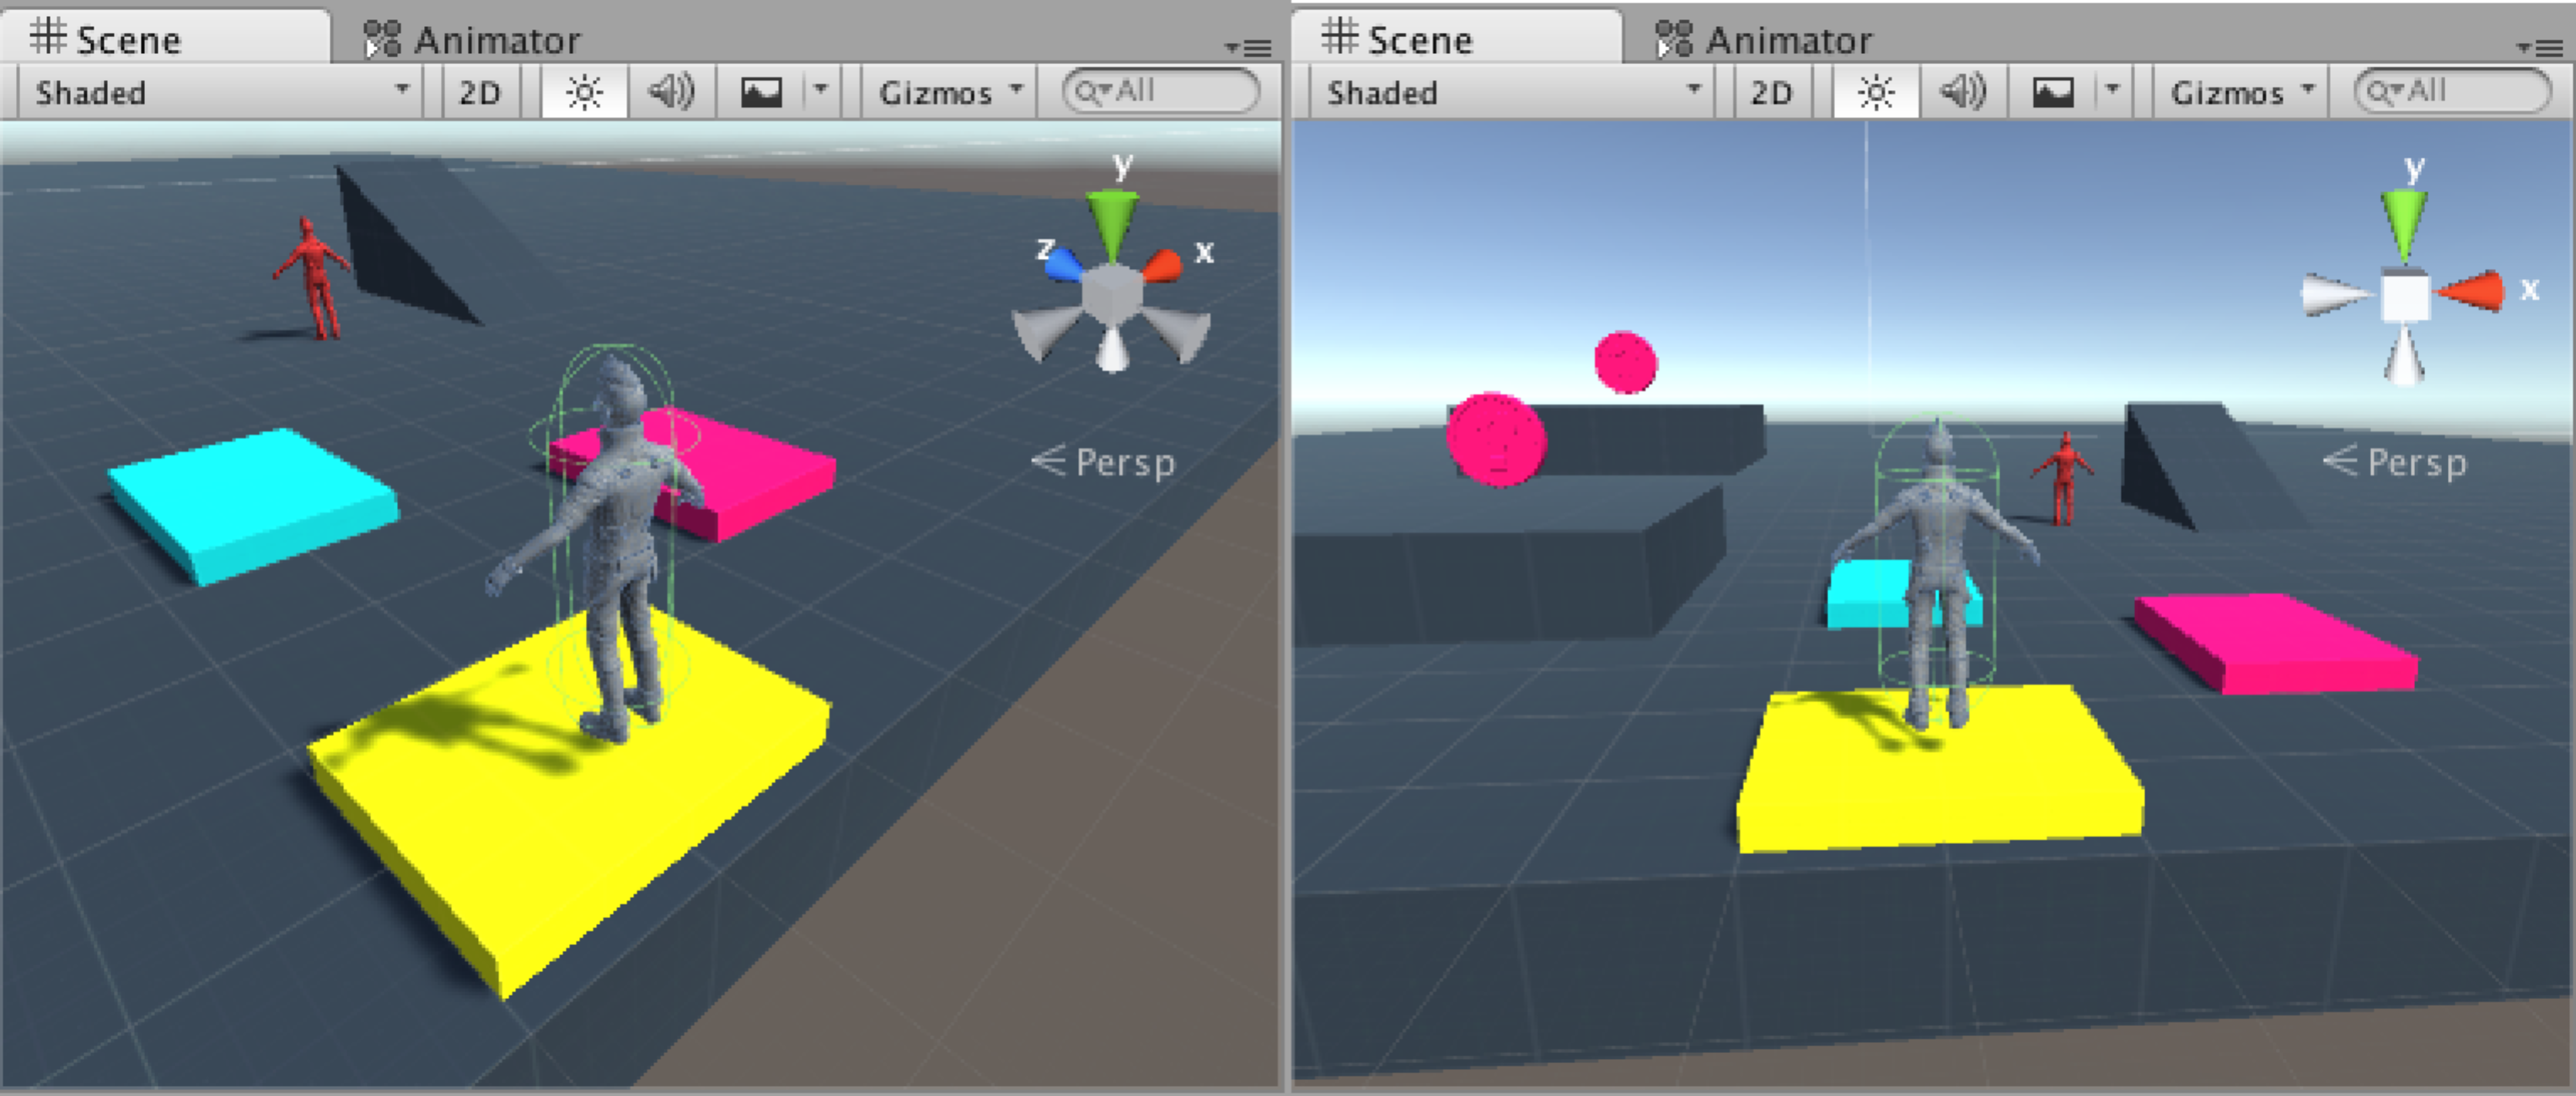 Scene Animator
Shaded 2D Gizmos All
y
z x
Persp
Scene Animator
Shaded 2D Gizmos All
y
x
Persp